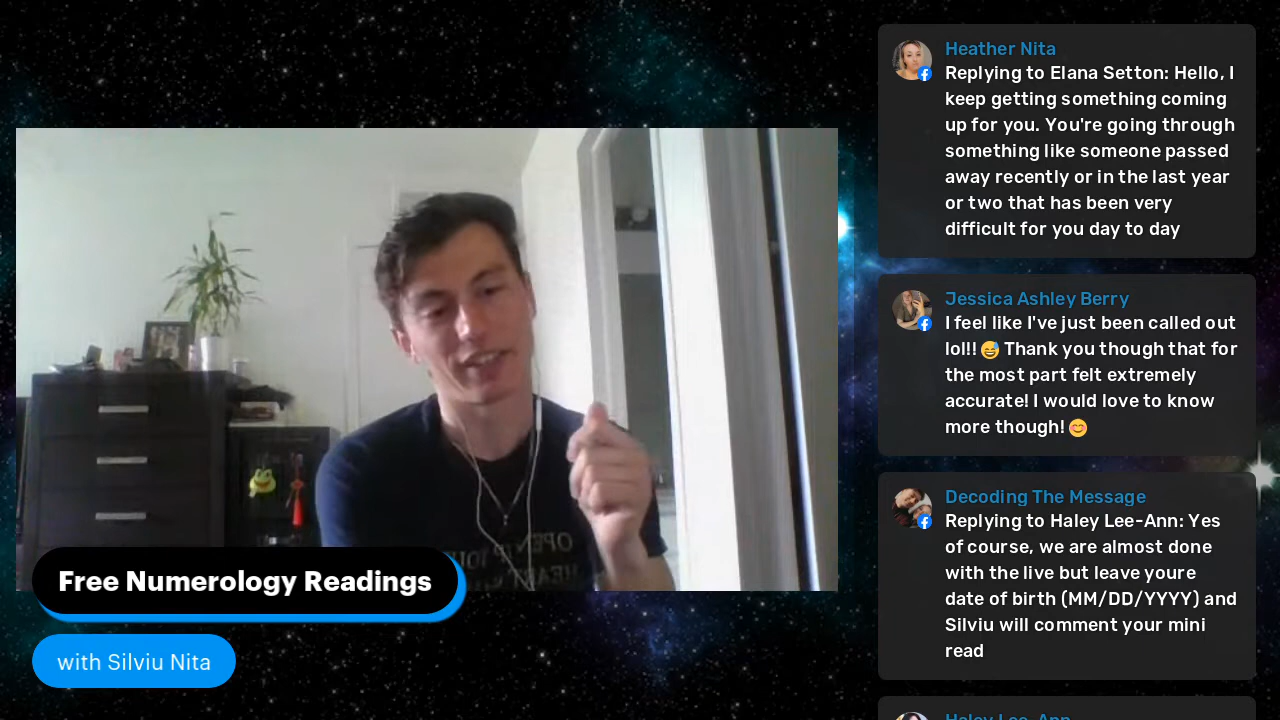 Heather Nita
Replying to Elana Setton: Hello, I
keep getting something coming
up for you. You're going through
something like someone passed
away recently or in the last year
or two that has been very
difficult for you day to day
Jessica Ashley Berry
I feel like I've just been called out
lol!! 😅 Thank you though that for
the most part felt extremely
accurate! I would love to know
more though! 😊
Decoding The Message
Replying to Haley Lee-Ann: Yes
of course, we are almost done
with the live but leave youre
date of birth (MM/DD/YYYY) and
Silviu will comment your mini
read
Haley Lee-Ann
OPEN
HEART
Free Numerology Readings
with Silviu Nita